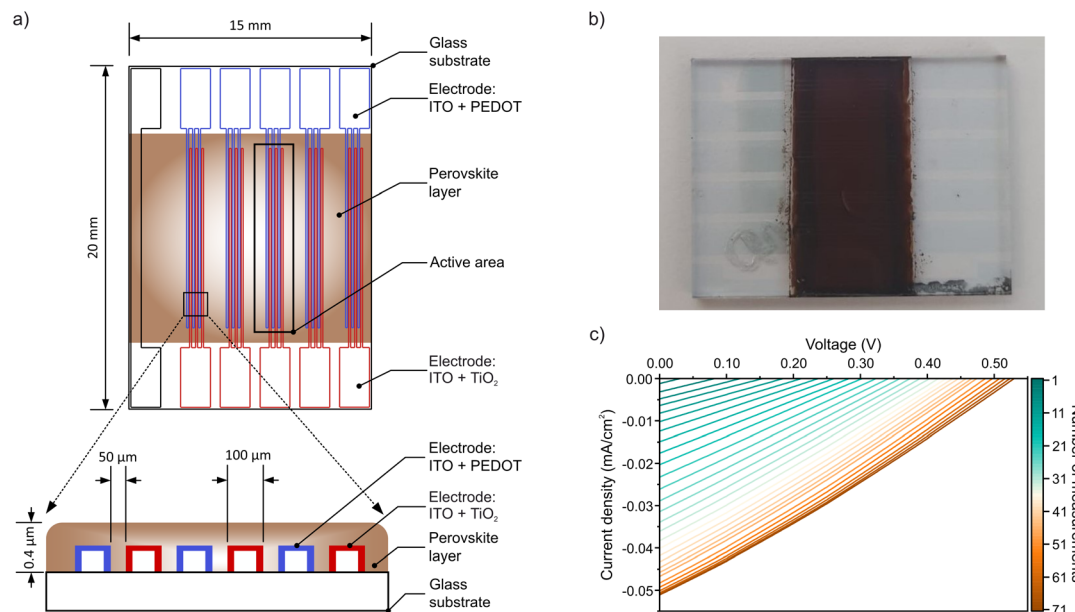 a)
15 mm
20 mm
Glass
substrate
Electrode:
ITO + PEDOT
Perovskite
layer
Active area
Electrode:
ITO + TiO₂
50 µm
100 µm
0.4 µm
Electrode:
ITO + PEDOT
Electrode:
ITO + TiO₂
Perovskite
layer
Glass
substrate
b)
c)
Voltage (V)
0.00 0.10 0.20 0.30 0.40 0.50
Current density (mA/cm²)
0.00
-0.01
-0.02
-0.03
-0.04
-0.05
1
11
21
31
41
51
61
71
Number of measurements